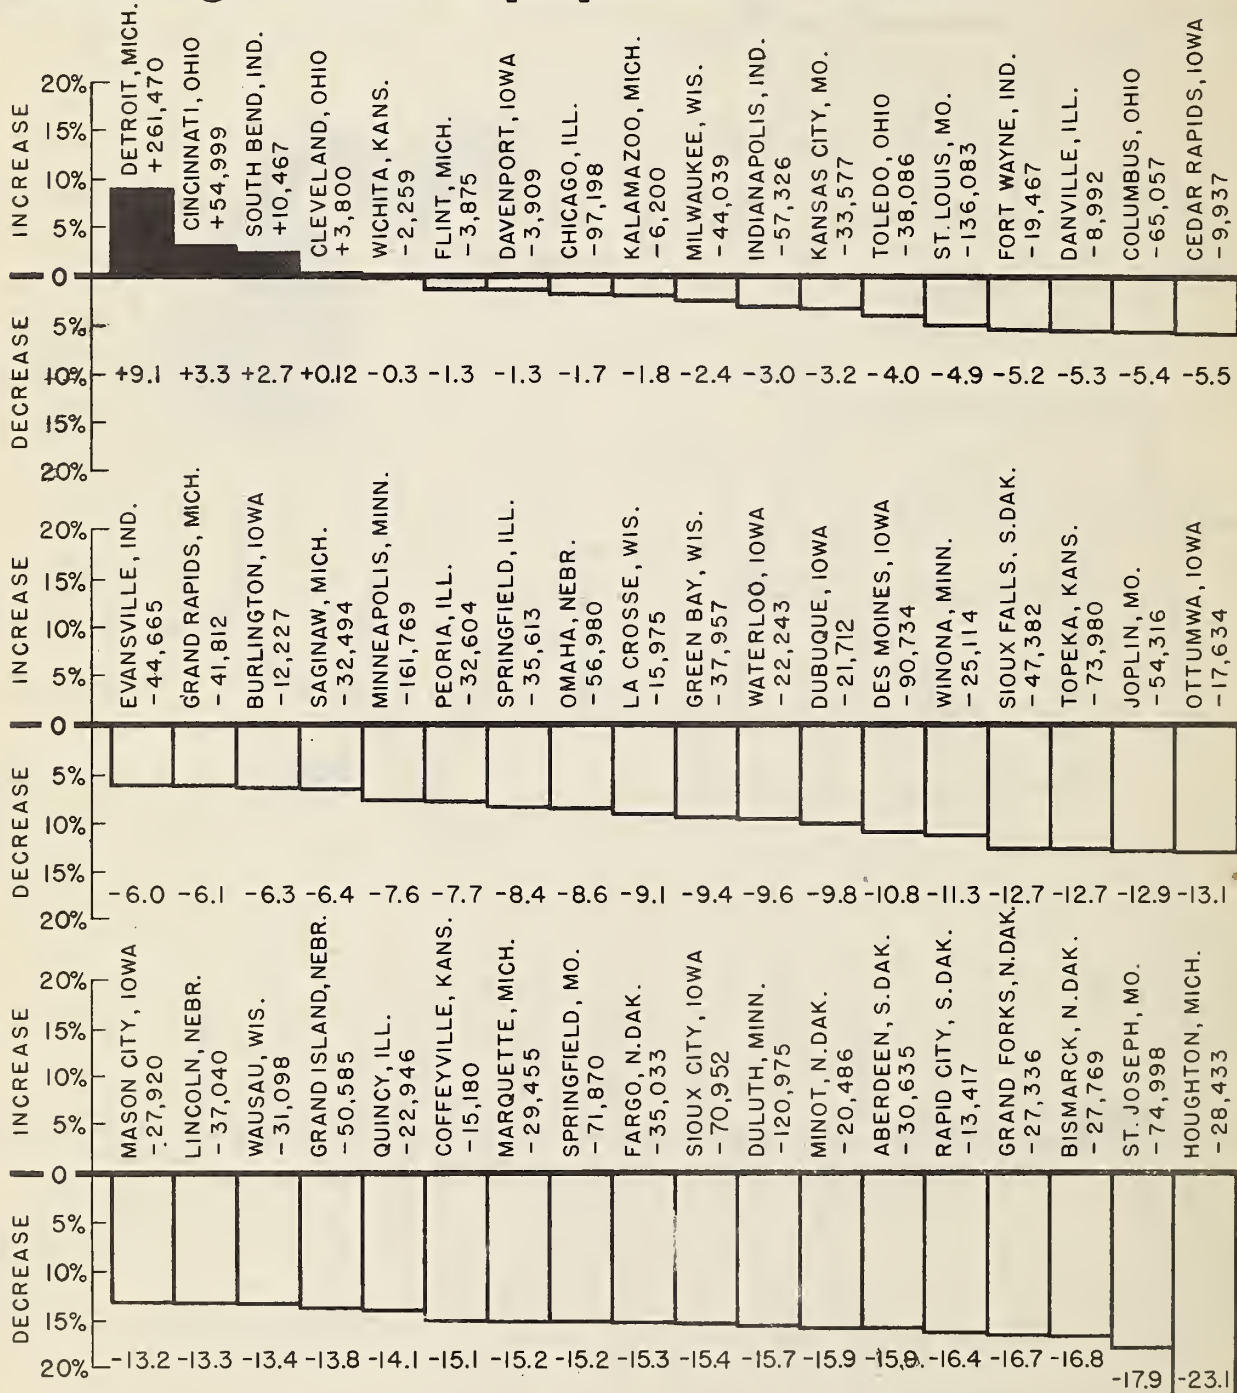 INCREASE
20%
15%
10%
5%
0
DECREASE
5%
10%
15%
20%
DETROIT, MICH.
+261,470
CINCINNATI, OHIO
+54,999
SOUTH BEND, IND.
+10,467
CLEVELAND, OHIO
+3,800
WICHITA, KANS.
-2,259
FLINT, MICH.
-3,875
DAVENPORT, IOWA
-3,909
CHICAGO, ILL.
-97,198
KALAMAZOO, MICH.
-6,200
MILWAUKEE, WIS.
-44,039
INDIANAPOLIS, IND.
-57,326
KANSAS CITY, MO.
-33,577
TOLEDO, OHIO
-38,086
ST. LOUIS, MO.
-136,083
FORT WAYNE, IND.
-19,467
DANVILLE, ILL.
-8,992
COLUMBUS, OHIO
-65,057
CEDAR RAPIDS, IOWA
-9,937
+9.1 +3.3 +2.7 +0.12 -0.3 -1.3 -1.3 -1.7 -1.8 -2.4 -3.0 -3.2 -4.0 -4.9 -5.2 -5.3 -5.4 -5.5
INCREASE
20%
15%
10%
5%
0
DECREASE
5%
10%
15%
20%
EVANSVILLE, IND.
-44,665
GRAND RAPIDS, MICH.
-41,812
BURLINGTON, IOWA
-12,227
SAGINAW, MICH.
-32,494
MINNEAPOLIS, MINN.
-161,769
PEORIA, ILL.
-32,604
SPRINGFIELD, ILL.
-35,613
OMAHA, NEBR.
-56,980
LA CROSSE, WIS.
-15,975
GREEN BAY, WIS.
-37,957
WATERLOO, IOWA
-22,243
DUBUQUE, IOWA
-21,712
DES MOINES, IOWA
-90,734
WINONA, MINN.
-25,114
SIOUX FALLS, S.DAK.
-47,382
TOPEKA, KANS.
-73,980
JOPLIN, MO.
-54,316
OTTUMWA, IOWA
-17,634
-6.0 -6.1 -6.3 -6.4 -7.6 -7.7 -8.4 -8.6 -9.1 -9.4 -9.6 -9.8 -10.8 -11.3 -12.7 -12.7 -12.9 -13.1
INCREASE
20%
15%
10%
5%
0
DECREASE
5%
10%
15%
20%
MASON CITY, IOWA
-27,920
LINCOLN, NEBR.
-37,040
WAUSAU, WIS.
-31,098
GRAND ISLAND, NEBR.
-50,585
QUINCY, ILL.
-22,946
COFFEYVILLE, KANS.
-15,180
MARQUETTE, MICH.
-29,455
SPRINGFIELD, MO.
-71,870
FARGO, N.DAK.
-35,033
SIOUX CITY, IOWA
-70,952
DULUTH, MINN.
-120,975
MINOT, N.DAK.
-20,486
ABERDEEN, S.DAK.
-30,635
RAPID CITY, S.DAK.
-13,417
GRAND FORKS, N.DAK.
-27,336
BISMARCK, N.DAK.
-27,769
ST. JOSEPH, MO.
-74,998
HOUGHTON, MICH.
-28,433
-13.2 -13.3 -13.4 -13.8 -14.1 -15.1 -15.2 -15.2 -15.3 -15.4 -15.7 -15.9 -15.9 -16.4 -16.7 -16.8 -17.9 -23.1